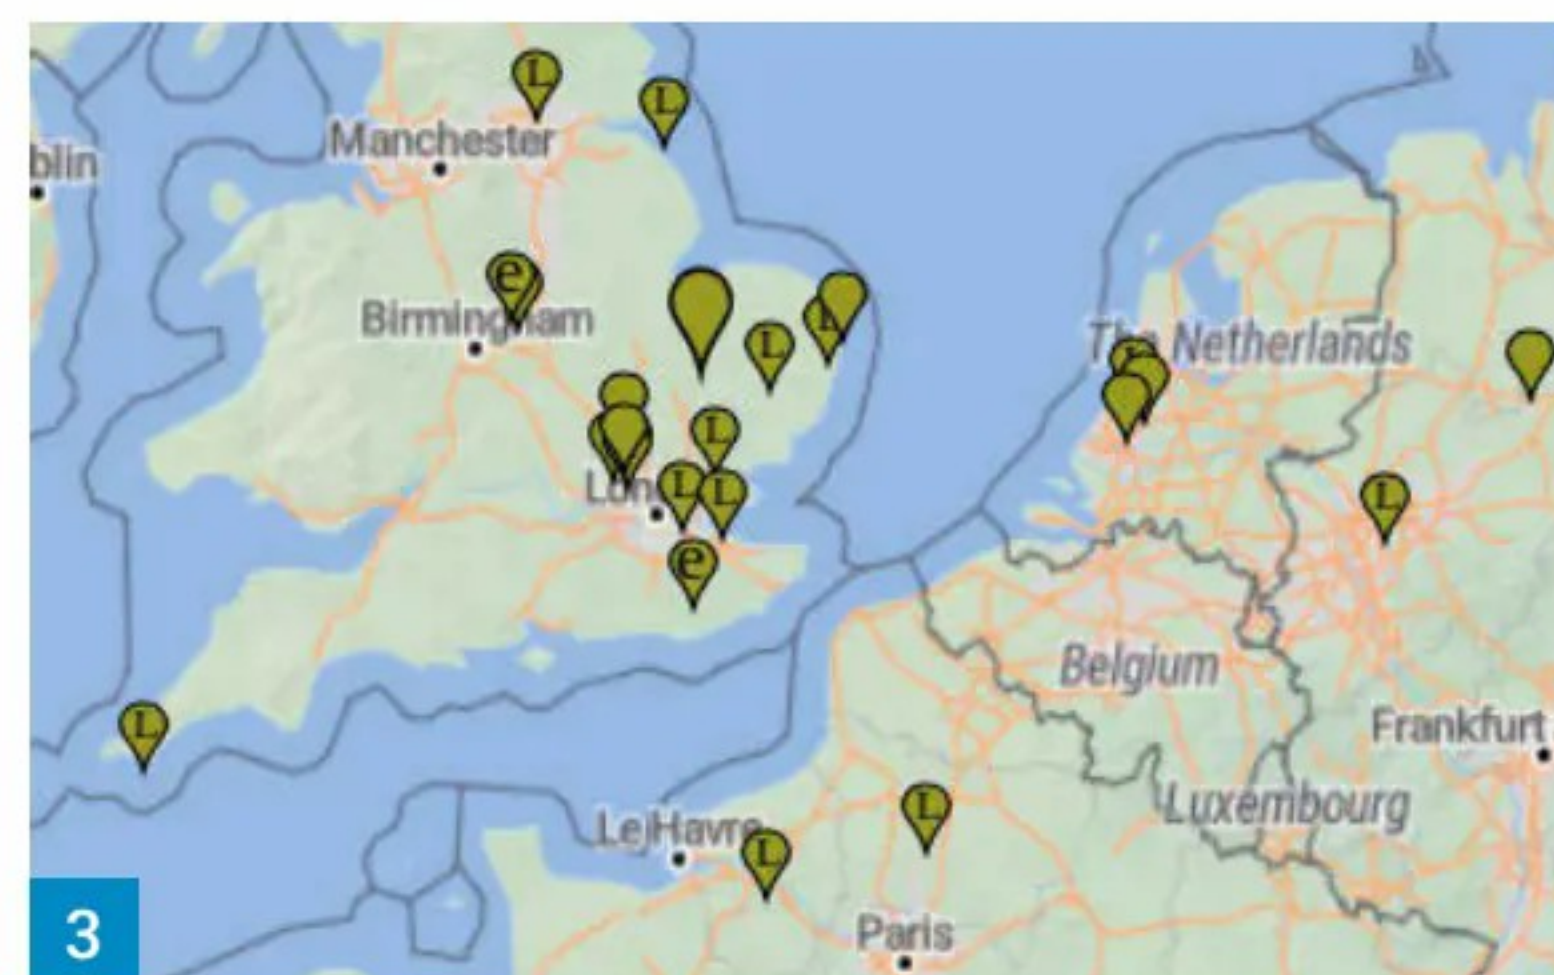 L
L
Manchester
blin
e
Birmingham
L
L
The Netherlands
L
L
L
L
Lon
e
Belgium
L
Frankfurt
L
Luxembourg
Le Havre
L
Paris
3